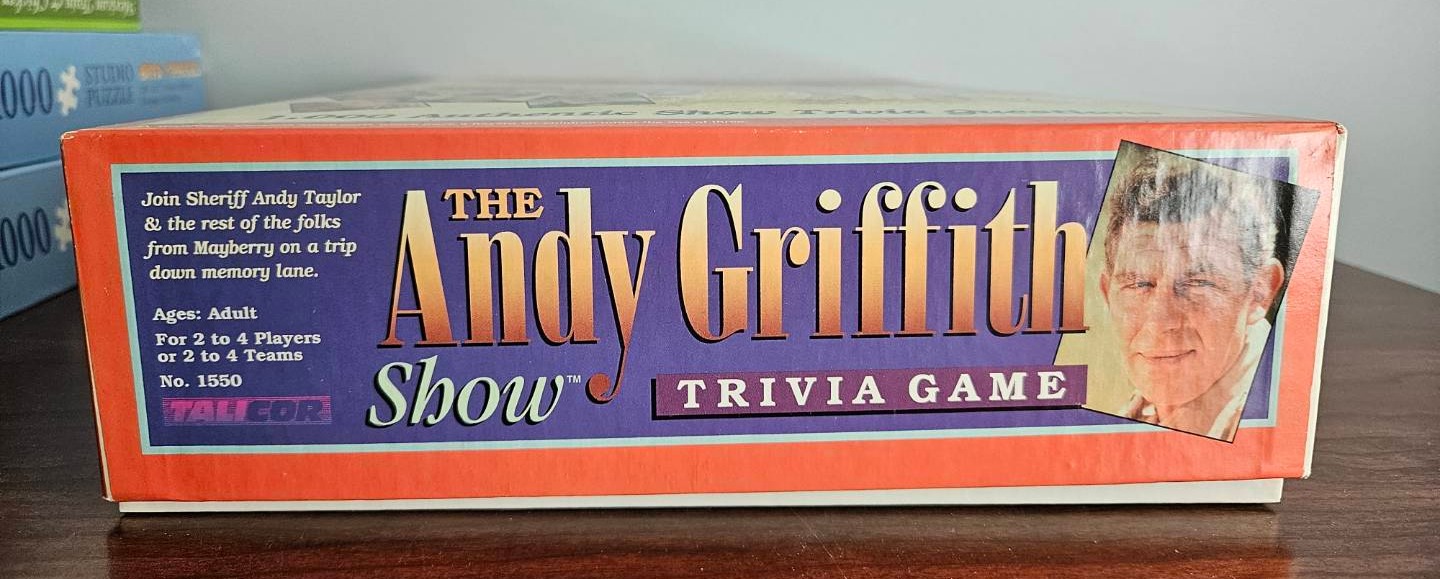 000 STUDIO
PUZZLE
000
1,000 Authentic Show Trivia
Join Sheriff Andy Taylor
& the rest of the folks
from Mayberry on a trip
down memory lane.
Ages: Adult
For 2 to 4 Players
or 2 to 4 Teams
No. 1550
TALICOR
THE
Andy Griffith
Show™
TRIVIA GAME